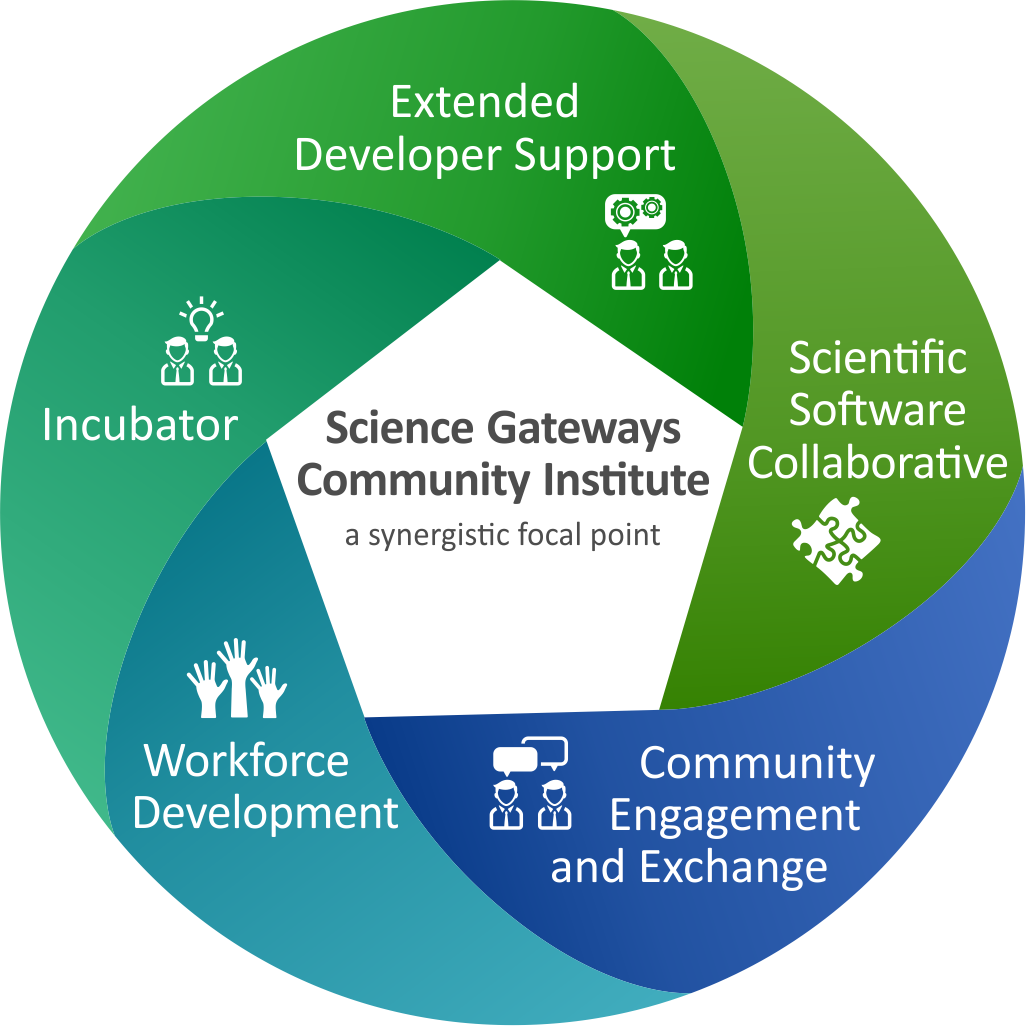 Extended
Developer Support
Scientific
Software
Collaborative
Community
Engagement
and Exchange
Workforce
Development
Incubator
Science Gateways
Community Institute
a synergistic focal point